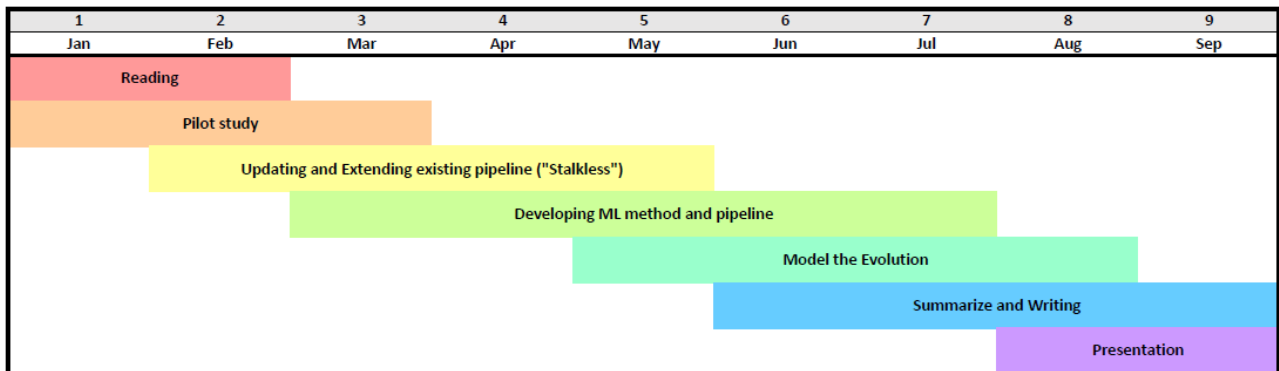 1 2 3 4 5 6 7 8 9
Jan Feb Mar Apr May Jun Jul Aug Sep
Reading
Pilot study
Updating and Extending existing pipeline ("Stalkless")
Developing ML method and pipeline
Model the Evolution
Summarize and Writing
Presentation